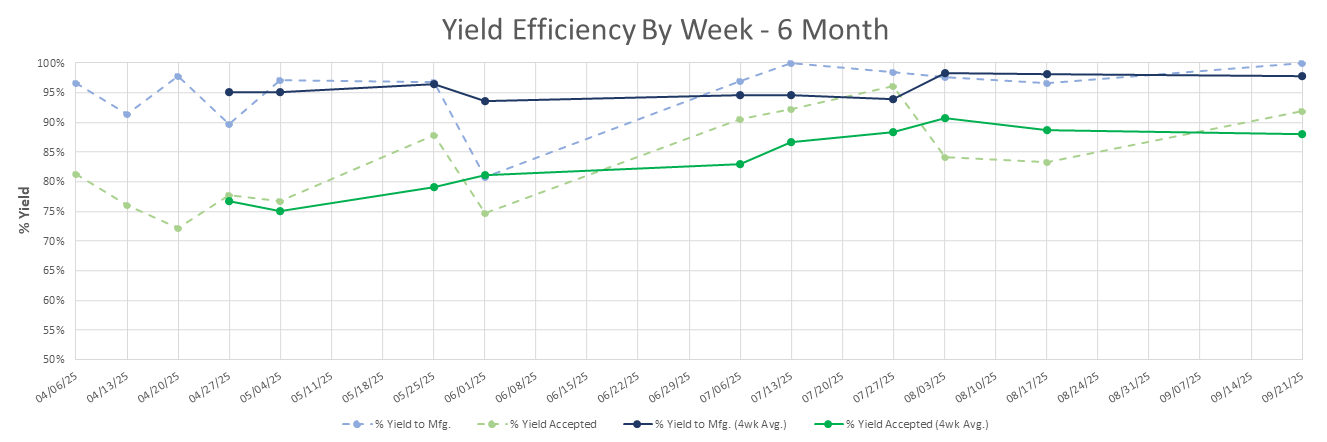 Yield Efficiency By Week - 6 Month
% Yield
100%
95%
90%
85%
80%
75%
70%
65%
60%
55%
50%
04/06/25 04/13/25 04/20/25 04/27/25 05/04/25 05/11/25 05/18/25 05/25/25 06/01/25 06/08/25 06/15/25 06/22/25 06/29/25 07/06/25 07/13/25 07/20/25 07/27/25 08/03/25 08/10/25 08/17/25 08/24/25 08/31/25 09/07/25 09/14/25 09/21/25
% Yield to Mfg. % Yield Accepted % Yield to Mfg. (4wk Avg.) % Yield Accepted (4wk Avg.)